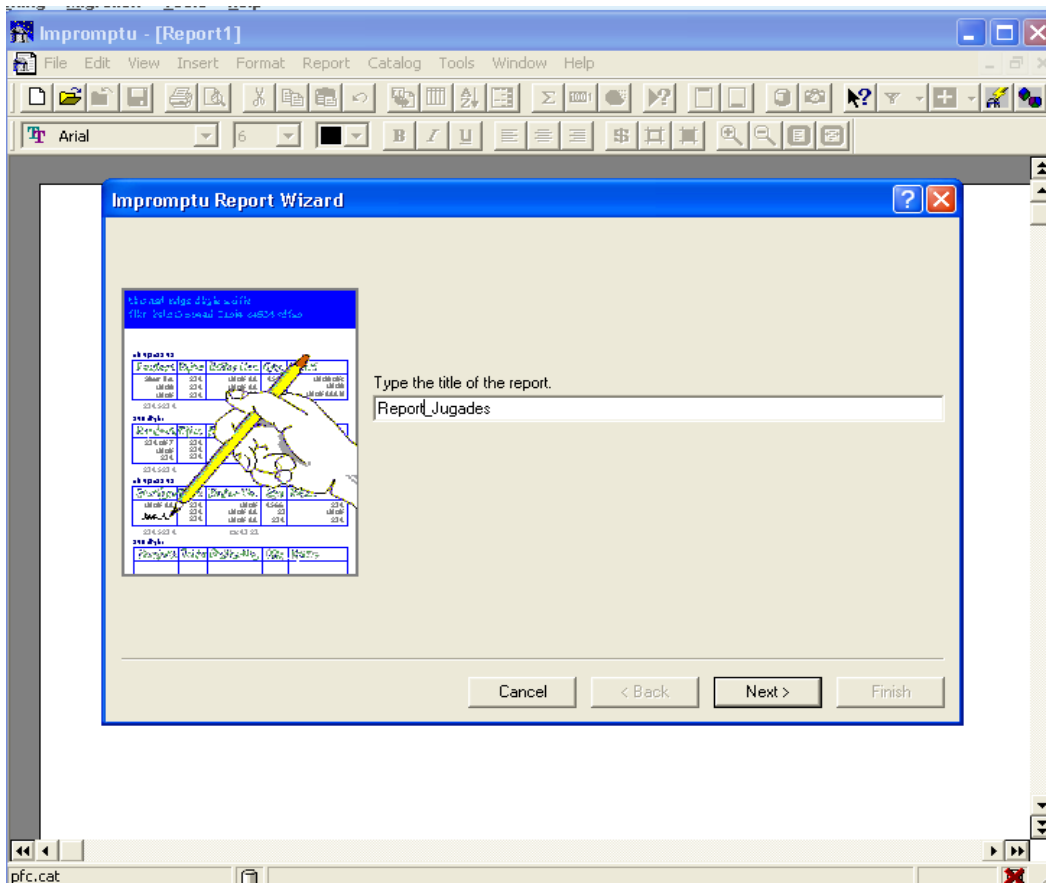 Impromptu - [Report1]
File Edit View Insert Format Report Catalog Tools Window Help
Arial 6 B I U
Impromptu Report Wizard
Type the title of the report.
Report_Jugades
Cancel < Back Next > Finish
pfc.cat